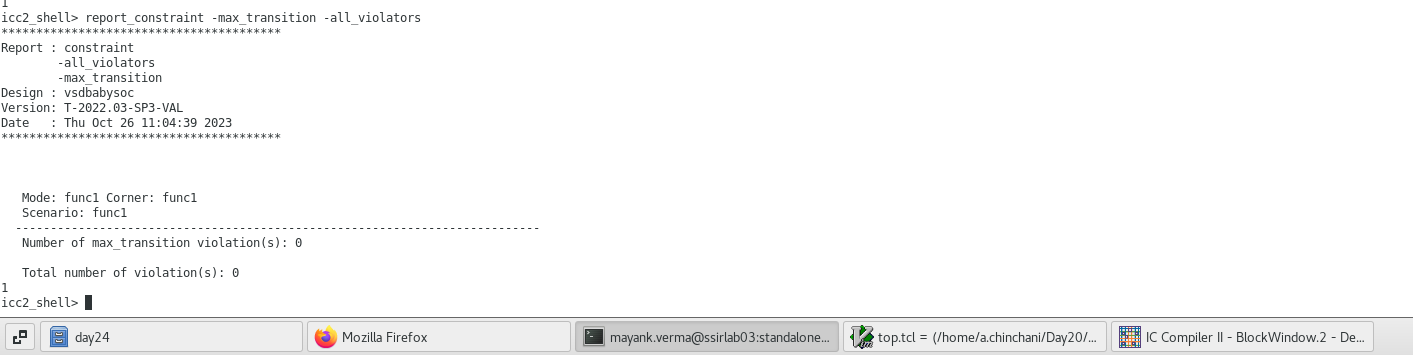 1
icc2_shell> report_constraint -max_transition -all_violators
****************************************
Report : constraint
        -all_violators
        -max_transition
Design : vsdbabysoc
Version: T-2022.03-SP3-VAL
Date   : Thu Oct 26 11:04:39 2023
****************************************
   Mode: func1 Corner: func1
   Scenario: func1
  ---------------------------------------------------------------------------
   Number of max_transition violation(s): 0
   Total number of violation(s): 0
1
icc2_shell>
day24 Mozilla Firefox mayank.verma@ssirlab03:standalone... top.tcl = (/home/a.chinchani/Day20/... IC Compiler II - BlockWindow.2 - De...